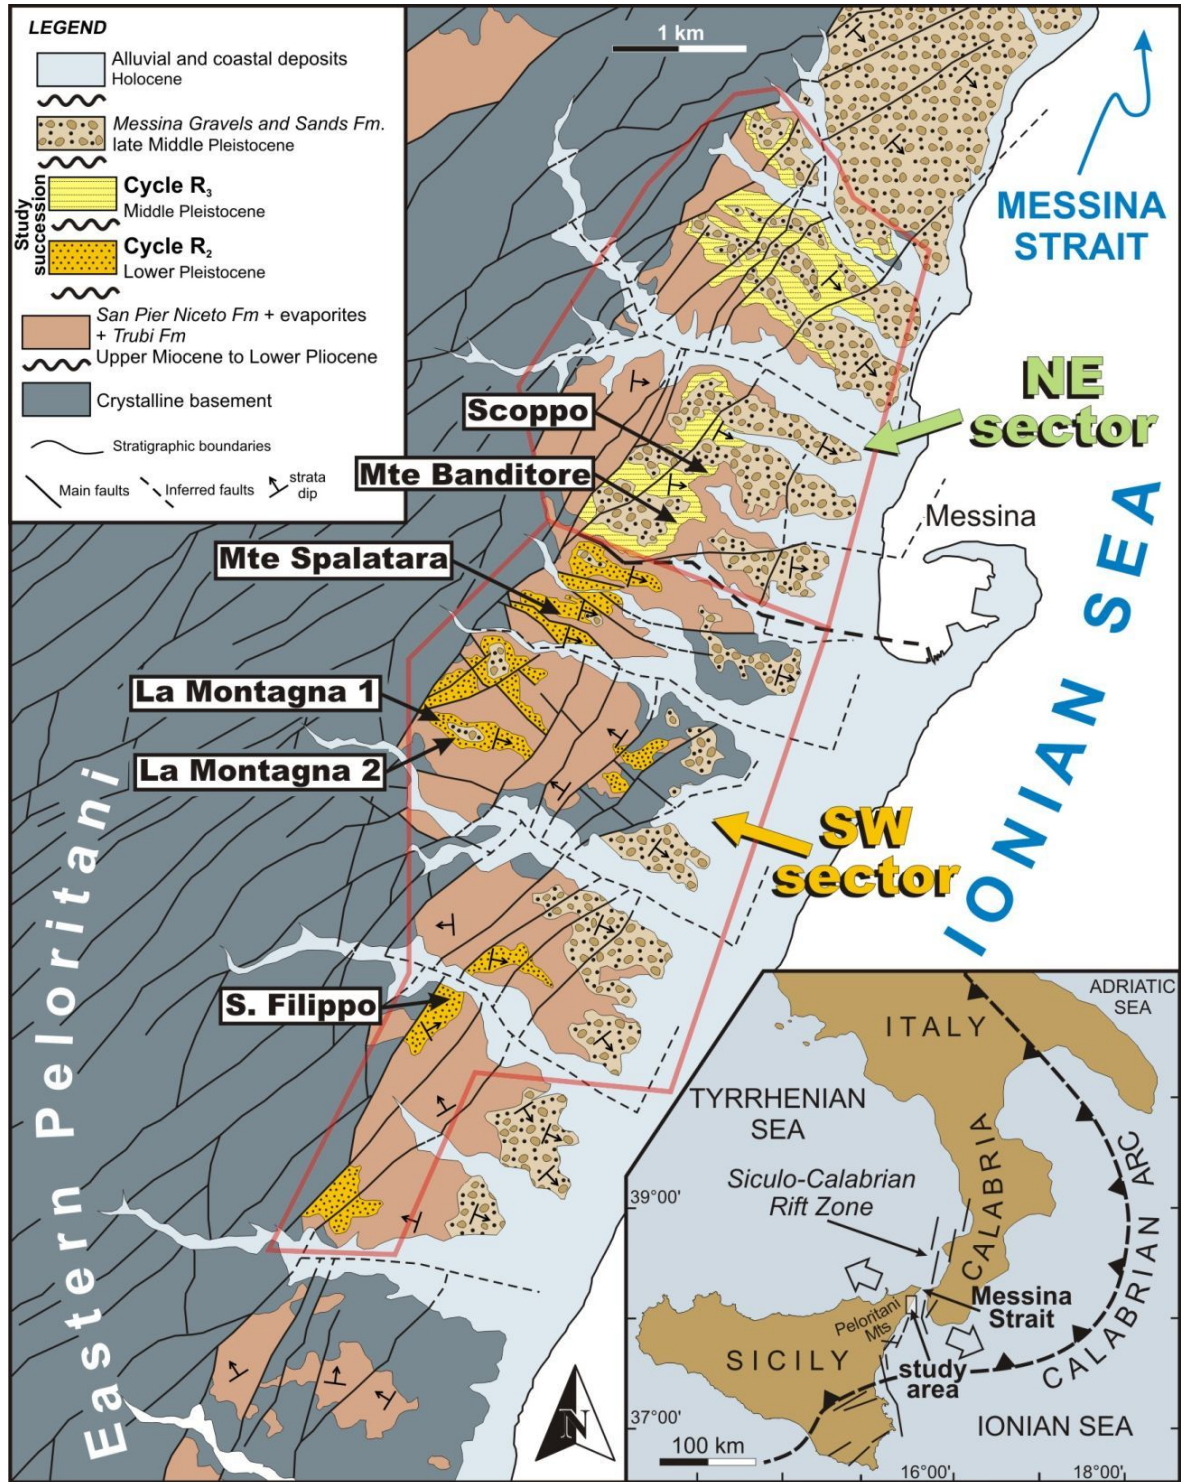 LEGEND
Alluvial and coastal deposits
Holocene
Messina Gravels and Sands Fm.
late Middle Pleistocene
Study
succession
Cycle R3
Middle Pleistocene
Cycle R2
Lower Pleistocene
San Pier Niceto Fm + evaporites
+ Trubi Fm
Upper Miocene to Lower Pliocene
Crystalline basement
Stratigraphic boundaries
Main faults
Inferred faults
strata
dip
1 km
MESSINA
STRAIT
NE
sector
Scoppo
Mte Banditore
Messina
Mte Spalatara
La Montagna 1
La Montagna 2
SW
sector
IONIAN SEA
S. Filippo
Eastern Peloritani
N
ITALY
ADRIATIC
SEA
TYRRHENIAN
SEA
Siculo-Calabrian
Rift Zone
39°00'
CALABRIA
CALABRIAN ARC
Messina
Strait
Peloritani
Mts
SICILY
study
area
37°00'
IONIAN SEA
100 km
16°00'
18°00'